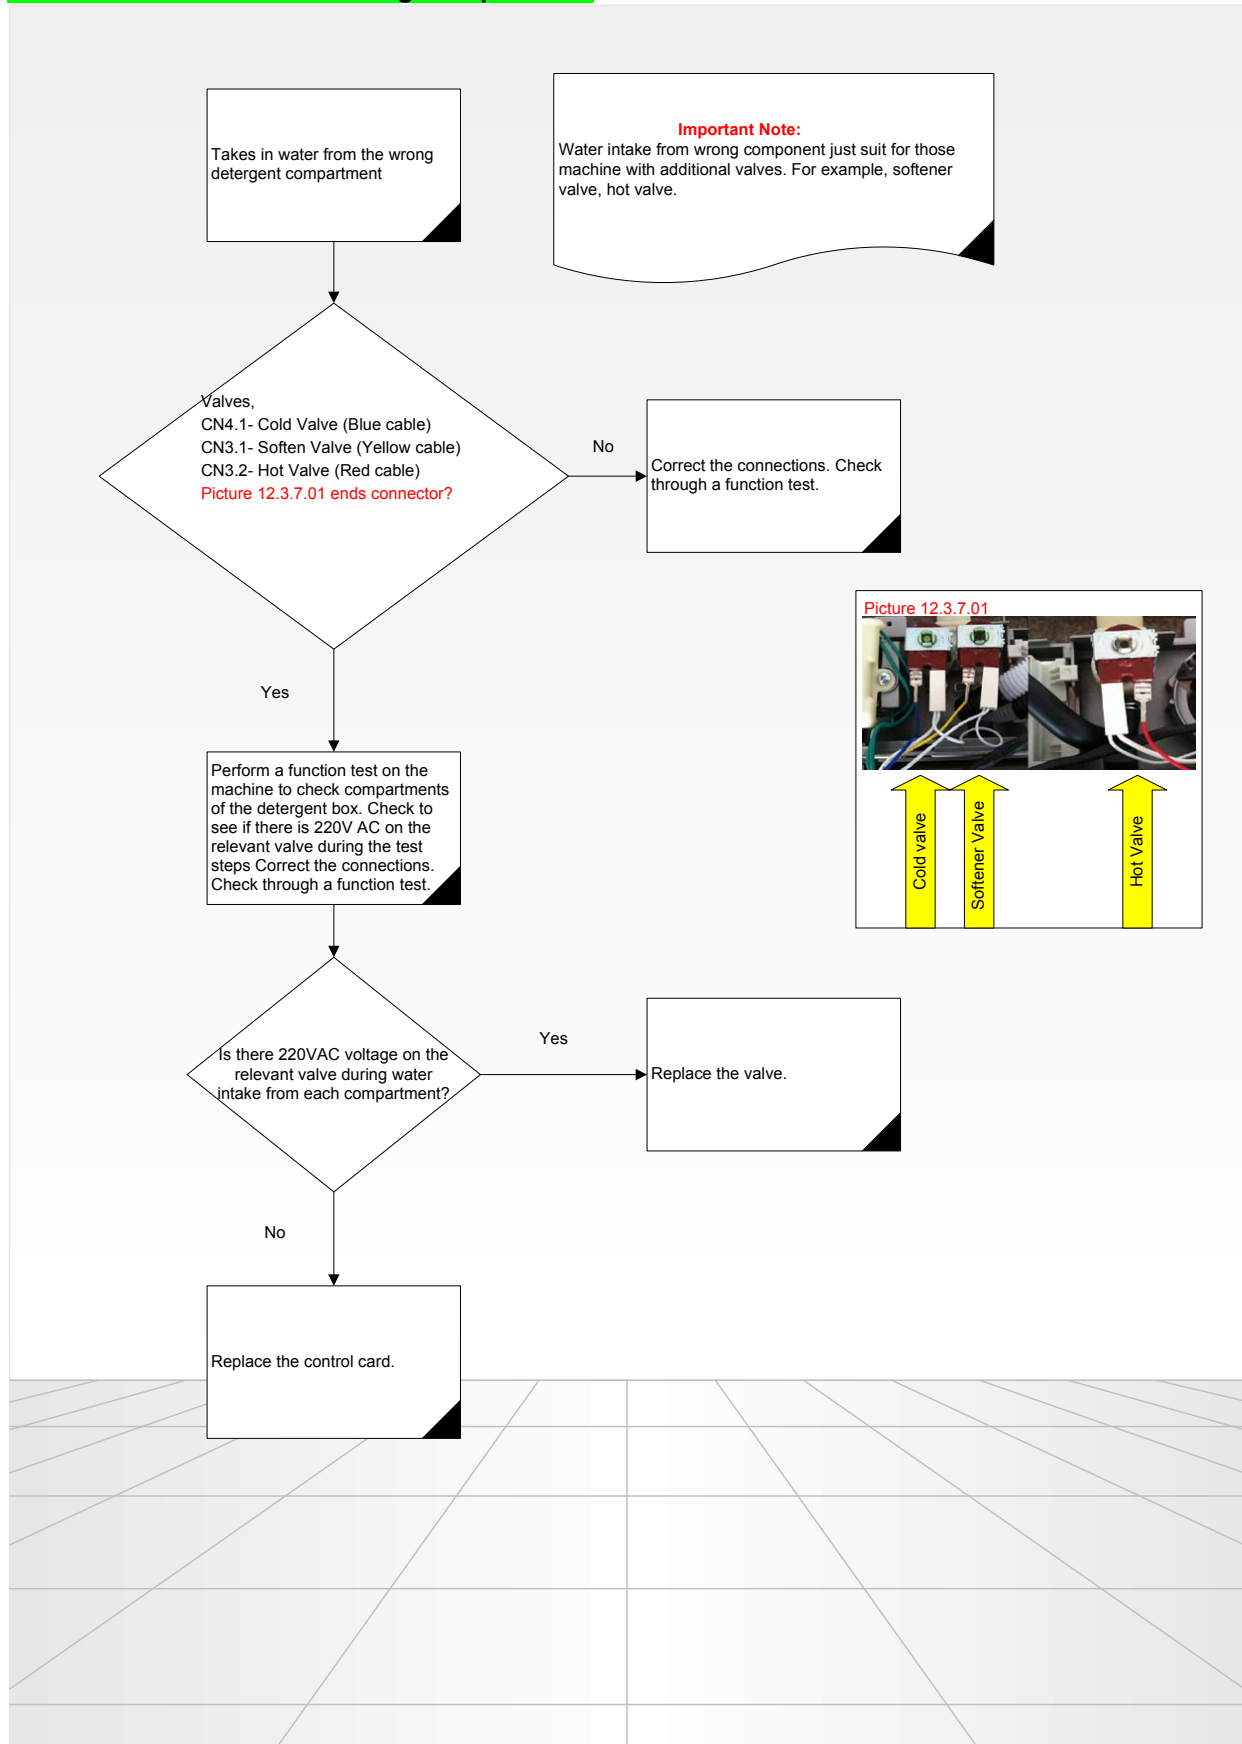 Takes in water from the wrong
detergent compartment
Important Note:
Water intake from wrong component just suit for those
machine with additional valves. For example, softener
valve, hot valve.
Valves,
CN4.1- Cold Valve (Blue cable)
CN3.1- Soften Valve (Yellow cable)
CN3.2- Hot Valve (Red cable)
Picture 12.3.7.01 ends connector?
No
Correct the connections. Check
through a function test.
Picture 12.3.7.01
Cold valve
Softener Valve
Hot Valve
Yes
Perform a function test on the
machine to check compartments
of the detergent box. Check to
see if there is 220V AC on the
relevant valve during the test
steps Correct the connections.
Check through a function test.
Is there 220VAC voltage on the
relevant valve during water
intake from each compartment?
Yes
Replace the valve.
No
Replace the control card.